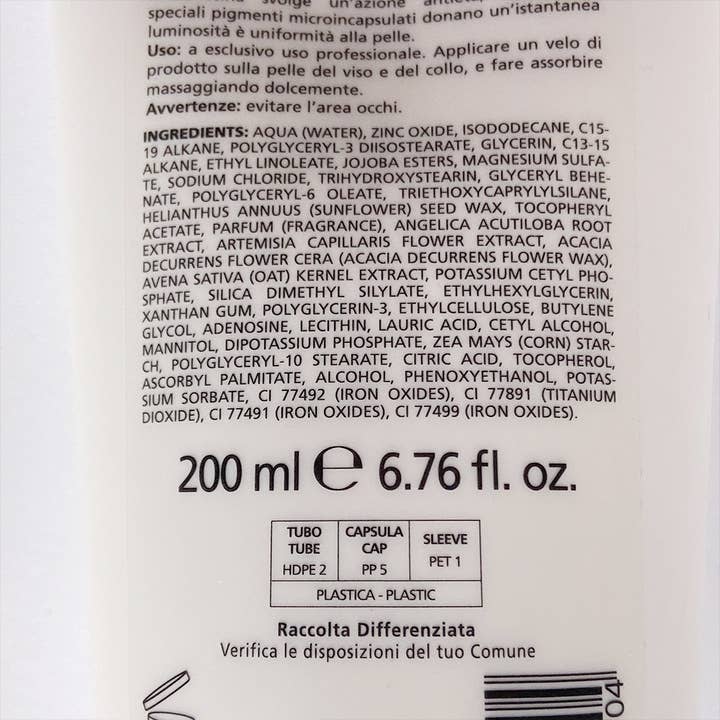 svolge un'azione
speciali pigmenti microincapsulati donano un'istantanea
luminosità e uniformità alla pelle.
Uso: a esclusivo uso professionale. Applicare un velo di
prodotto sulla pelle del viso e del collo, e fare assorbire
massaggiando dolcemente.
Avvertenze: evitare l'area occhi.
INGREDIENTS: AQUA (WATER), ZINC OXIDE, ISODODECANE, C15-
19 ALKANE, POLYGLYCERYL-3 DIISOSTEARATE, GLYCERIN, C13-15
ALKANE, ETHYL LINOLEATE, JOJOBA ESTERS, MAGNESIUM SULFA-
TE, SODIUM CHLORIDE, TRIHYDROXYSTEARIN, GLYCERYL BEHE-
NATE, POLYGLYCERYL-6 OLEATE, TRIETHOXYCAPRYLYLSILANE,
HELIANTHUS ANNUUS (SUNFLOWER) SEED WAX, TOCOPHERYL
ACETATE, PARFUM (FRAGRANCE), ANGELICA ACUTILOBA ROOT
EXTRACT, ARTEMISIA CAPILLARIS FLOWER EXTRACT, ACACIA
DECURRENS FLOWER CERA (ACACIA DECURRENS FLOWER WAX),
AVENA SATIVA (OAT) KERNEL EXTRACT, POTASSIUM CETYL PHO-
SPHATE, SILICA DIMETHYL SILYLATE, ETHYLHEXYLGLYCERIN,
XANTHAN GUM, POLYGLYCERIN-3, ETHYLCELLULOSE, BUTYLENE
GLYCOL, ADENOSINE, LECITHIN, LAURIC ACID, CETYL ALCOHOL,
MANNITOL, DIPOTASSIUM PHOSPHATE, ZEA MAYS (CORN) STAR-
CH, POLYGLYCERYL-10 STEARATE, CITRIC ACID, TOCOPHEROL,
ASCORBYL PALMITATE, ALCOHOL, PHENOXYETHANOL, POTAS-
SIUM SORBATE, CI 77492 (IRON OXIDES), CI 77891 (TITANIUM
DIOXIDE), CI 77491 (IRON OXIDES), CI 77499 (IRON OXIDES).
200 ml ℮ 6.76 fl. oz.
TUBO CAPSULA SLEEVE
TUBE CAP PET 1
HDPE 2 PP 5
PLASTICA - PLASTIC
Raccolta Differenziata
Verifica le disposizioni del tuo Comune
04